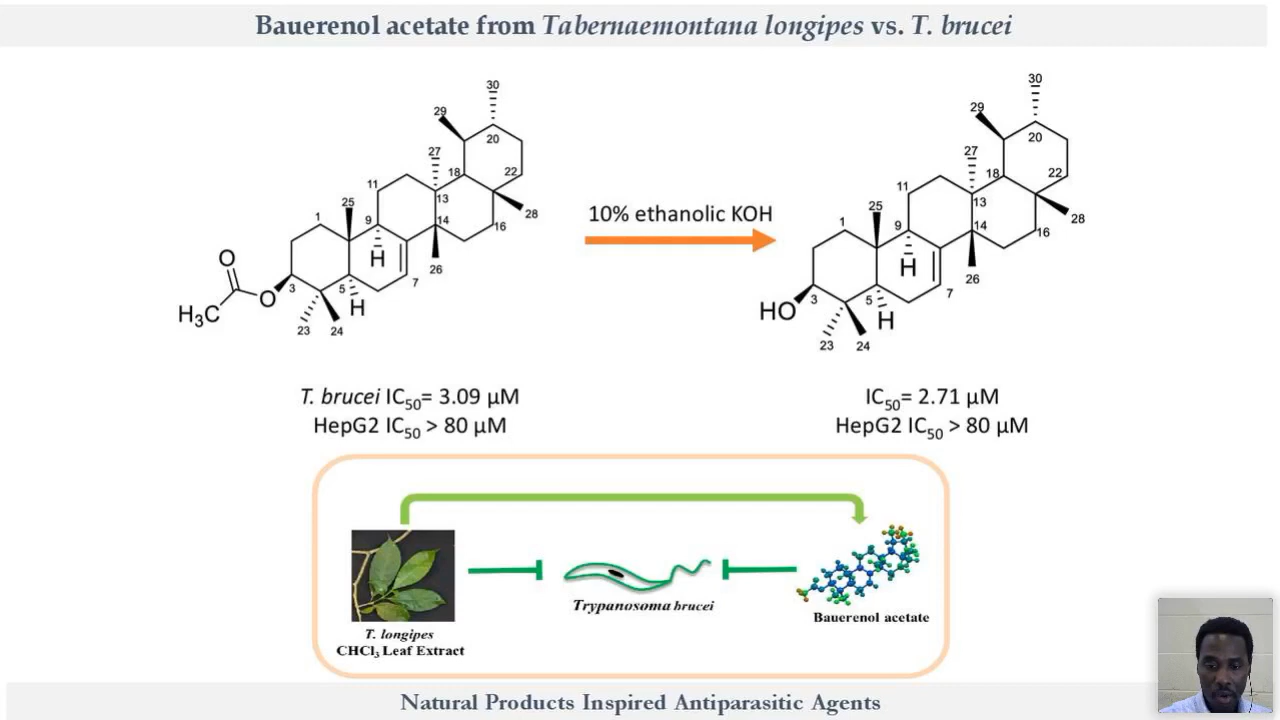 Bauerenol acetate from Tabernaemontana longipes vs. T. brucei
30
29
20
27
18
22
11
25
13
28
1
9
14
16
H
26
O
7
O
3
5
H
H3C
23
24
10% ethanolic KOH
30
29
20
27
18
22
11
25
13
28
1
9
14
16
H
26
7
3
5
HO
H
23
24
T. brucei IC50= 3.09 µM
HepG2 IC50 > 80 µM
IC50= 2.71 µM
HepG2 IC50 > 80 µM
Trypanosoma brucei
Bauerenol acetate
T. longipes
CHCl3 Leaf Extract
Natural Products Inspired Antiparasitic Agents